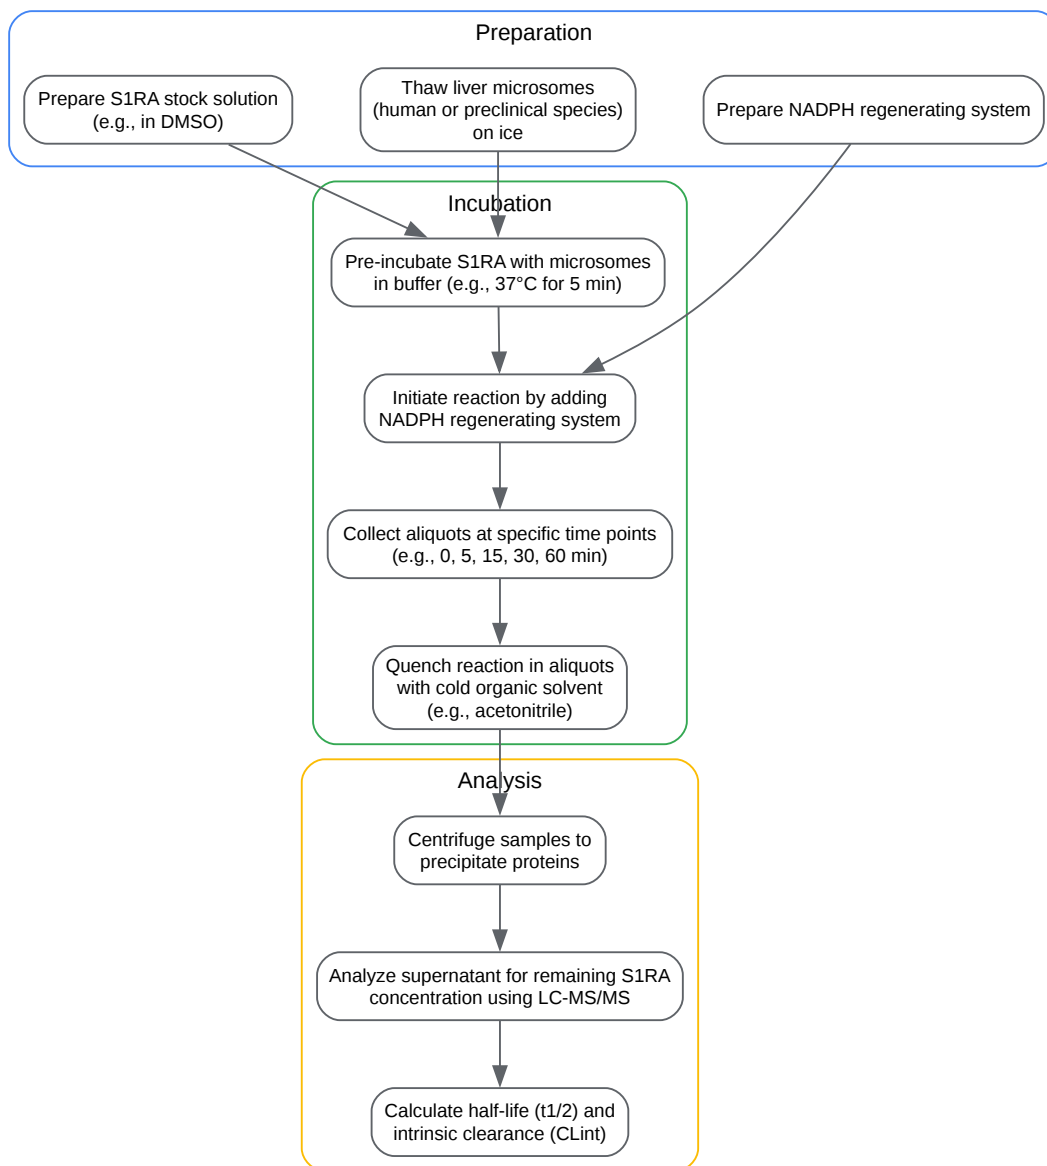 Preparation
Prepare S1RA stock solution
(e.g., in DMSO)
Thaw liver microsomes
(human or preclinical species)
on ice
Prepare NADPH regenerating system
Incubation
Pre-incubate S1RA with microsomes
in buffer (e.g., 37°C for 5 min)
Initiate reaction by adding
NADPH regenerating system
Collect aliquots at specific time points
(e.g., 0, 5, 15, 30, 60 min)
Quench reaction in aliquots
with cold organic solvent
(e.g., acetonitrile)
Analysis
Centrifuge samples to
precipitate proteins
Analyze supernatant for remaining S1RA
concentration using LC-MS/MS
Calculate half-life (t1/2) and
intrinsic clearance (CLint)